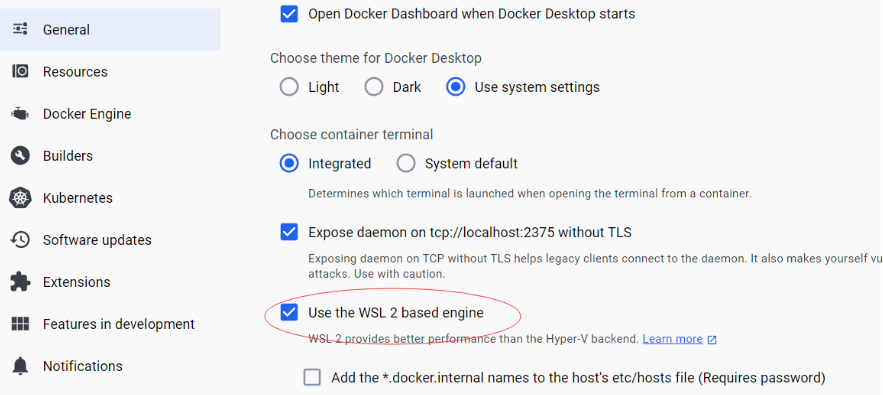 General
Resources
Docker Engine
Builders
Kubernetes
Software updates
Extensions
Features in development
Notifications
Open Docker Dashboard when Docker Desktop starts
Choose theme for Docker Desktop
Light Dark Use system settings
Choose container terminal
Integrated System default
Determines which terminal is launched when opening the terminal from a container.
Expose daemon on tcp://localhost:2375 without TLS
Exposing daemon on TCP without TLS helps legacy clients connect to the daemon. It also makes yourself vu
attacks. Use with caution.
Use the WSL 2 based engine
WSL 2 provides better performance than the Hyper-V backend. Learn more
Add the *.docker.internal names to the host's etc/hosts file (Requires password)